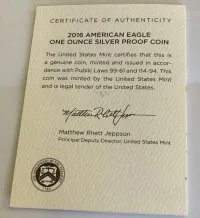 CERTIFICATE OF AUTHENTICITY
2016 AMERICAN EAGLE
ONE OUNCE SILVER PROOF COIN
The United States Mint certifies that this is
a genuine coin, minted and issued in accor-
dance with Public Laws 99-61 and 114-94. This
coin was minted by the United States Mint
and is legal tender of the United States.
Matthew Rhett Jeppson
Matthew Rhett Jeppson
Principal Deputy Director, United States Mint